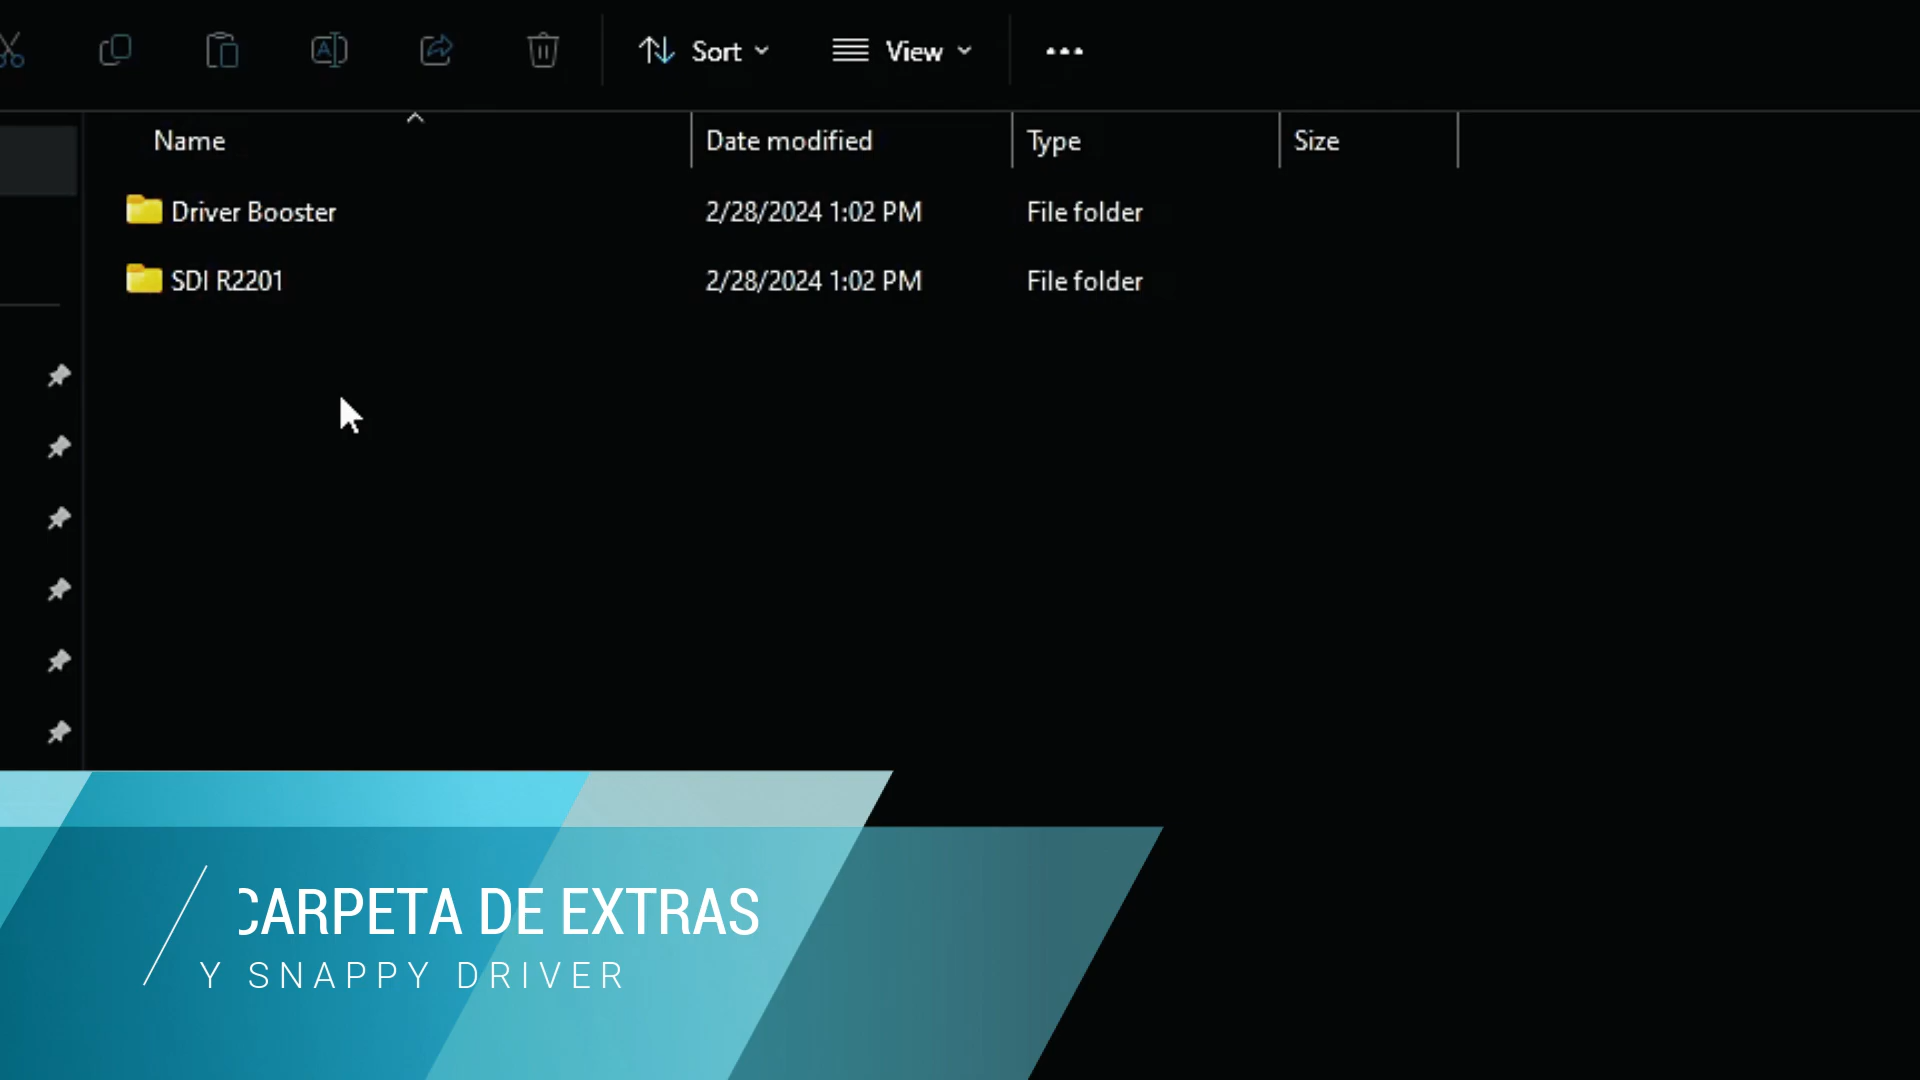 Sort View
Name Date modified Type Size
Driver Booster 2/28/2024 1:02 PM File folder
SDI R2201 2/28/2024 1:02 PM File folder
CARPETA DE EXTRAS
Y SNAPPY DRIVER